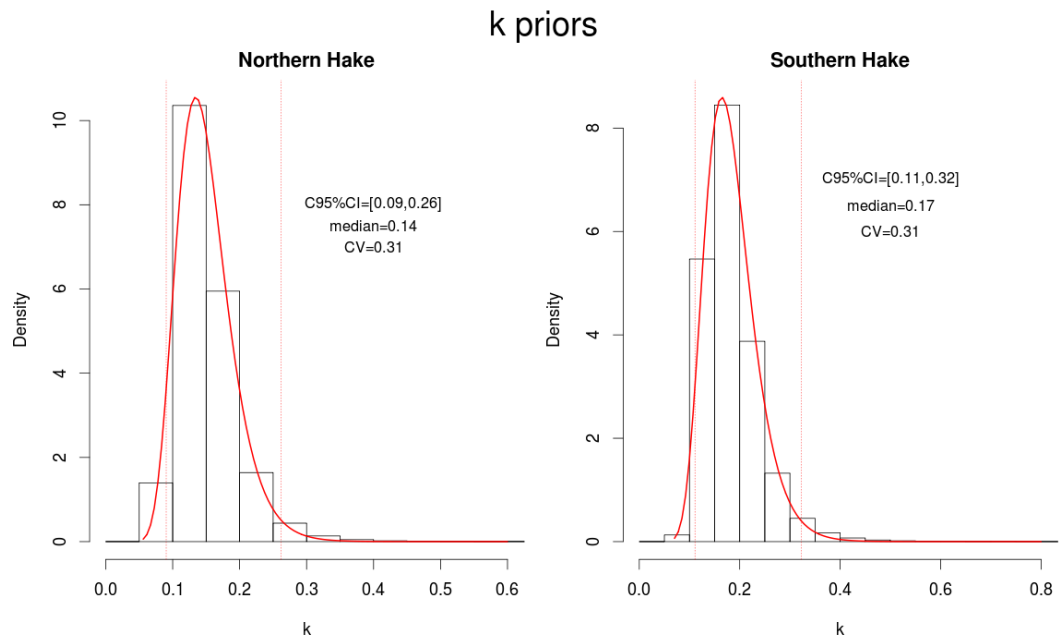 k priors
Northern Hake
Density
0
2
4
6
8
10
C95%CI=[0.09,0.26]
median=0.14
CV=0.31
0.0 0.1 0.2 0.3 0.4 0.5 0.6
k
Southern Hake
Density
0
2
4
6
8
C95%CI=[0.11,0.32]
median=0.17
CV=0.31
0.0 0.2 0.4 0.6 0.8
k